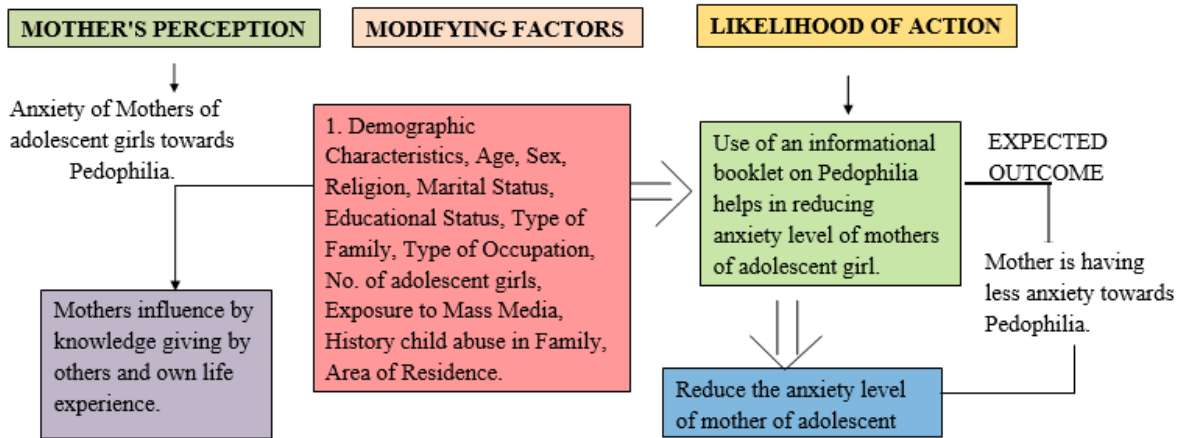 MOTHER'S PERCEPTION
MODIFYING FACTORS
LIKELIHOOD OF ACTION
Anxiety of Mothers of
adolescent girls towards
Pedophilia.
Mothers influence by
knowledge giving by
others and own life
experience.
1. Demographic
Characteristics, Age, Sex,
Religion, Marital Status,
Educational Status, Type of
Family, Type of Occupation,
No. of adolescent girls,
Exposure to Mass Media,
History child abuse in Family,
Area of Residence.
Use of an informational
booklet on Pedophilia
helps in reducing
anxiety level of mothers
of adolescent girl.
EXPECTED
OUTCOME
Mother is having
less anxiety towards
Pedophilia.
Reduce the anxiety level
of mother of adolescent